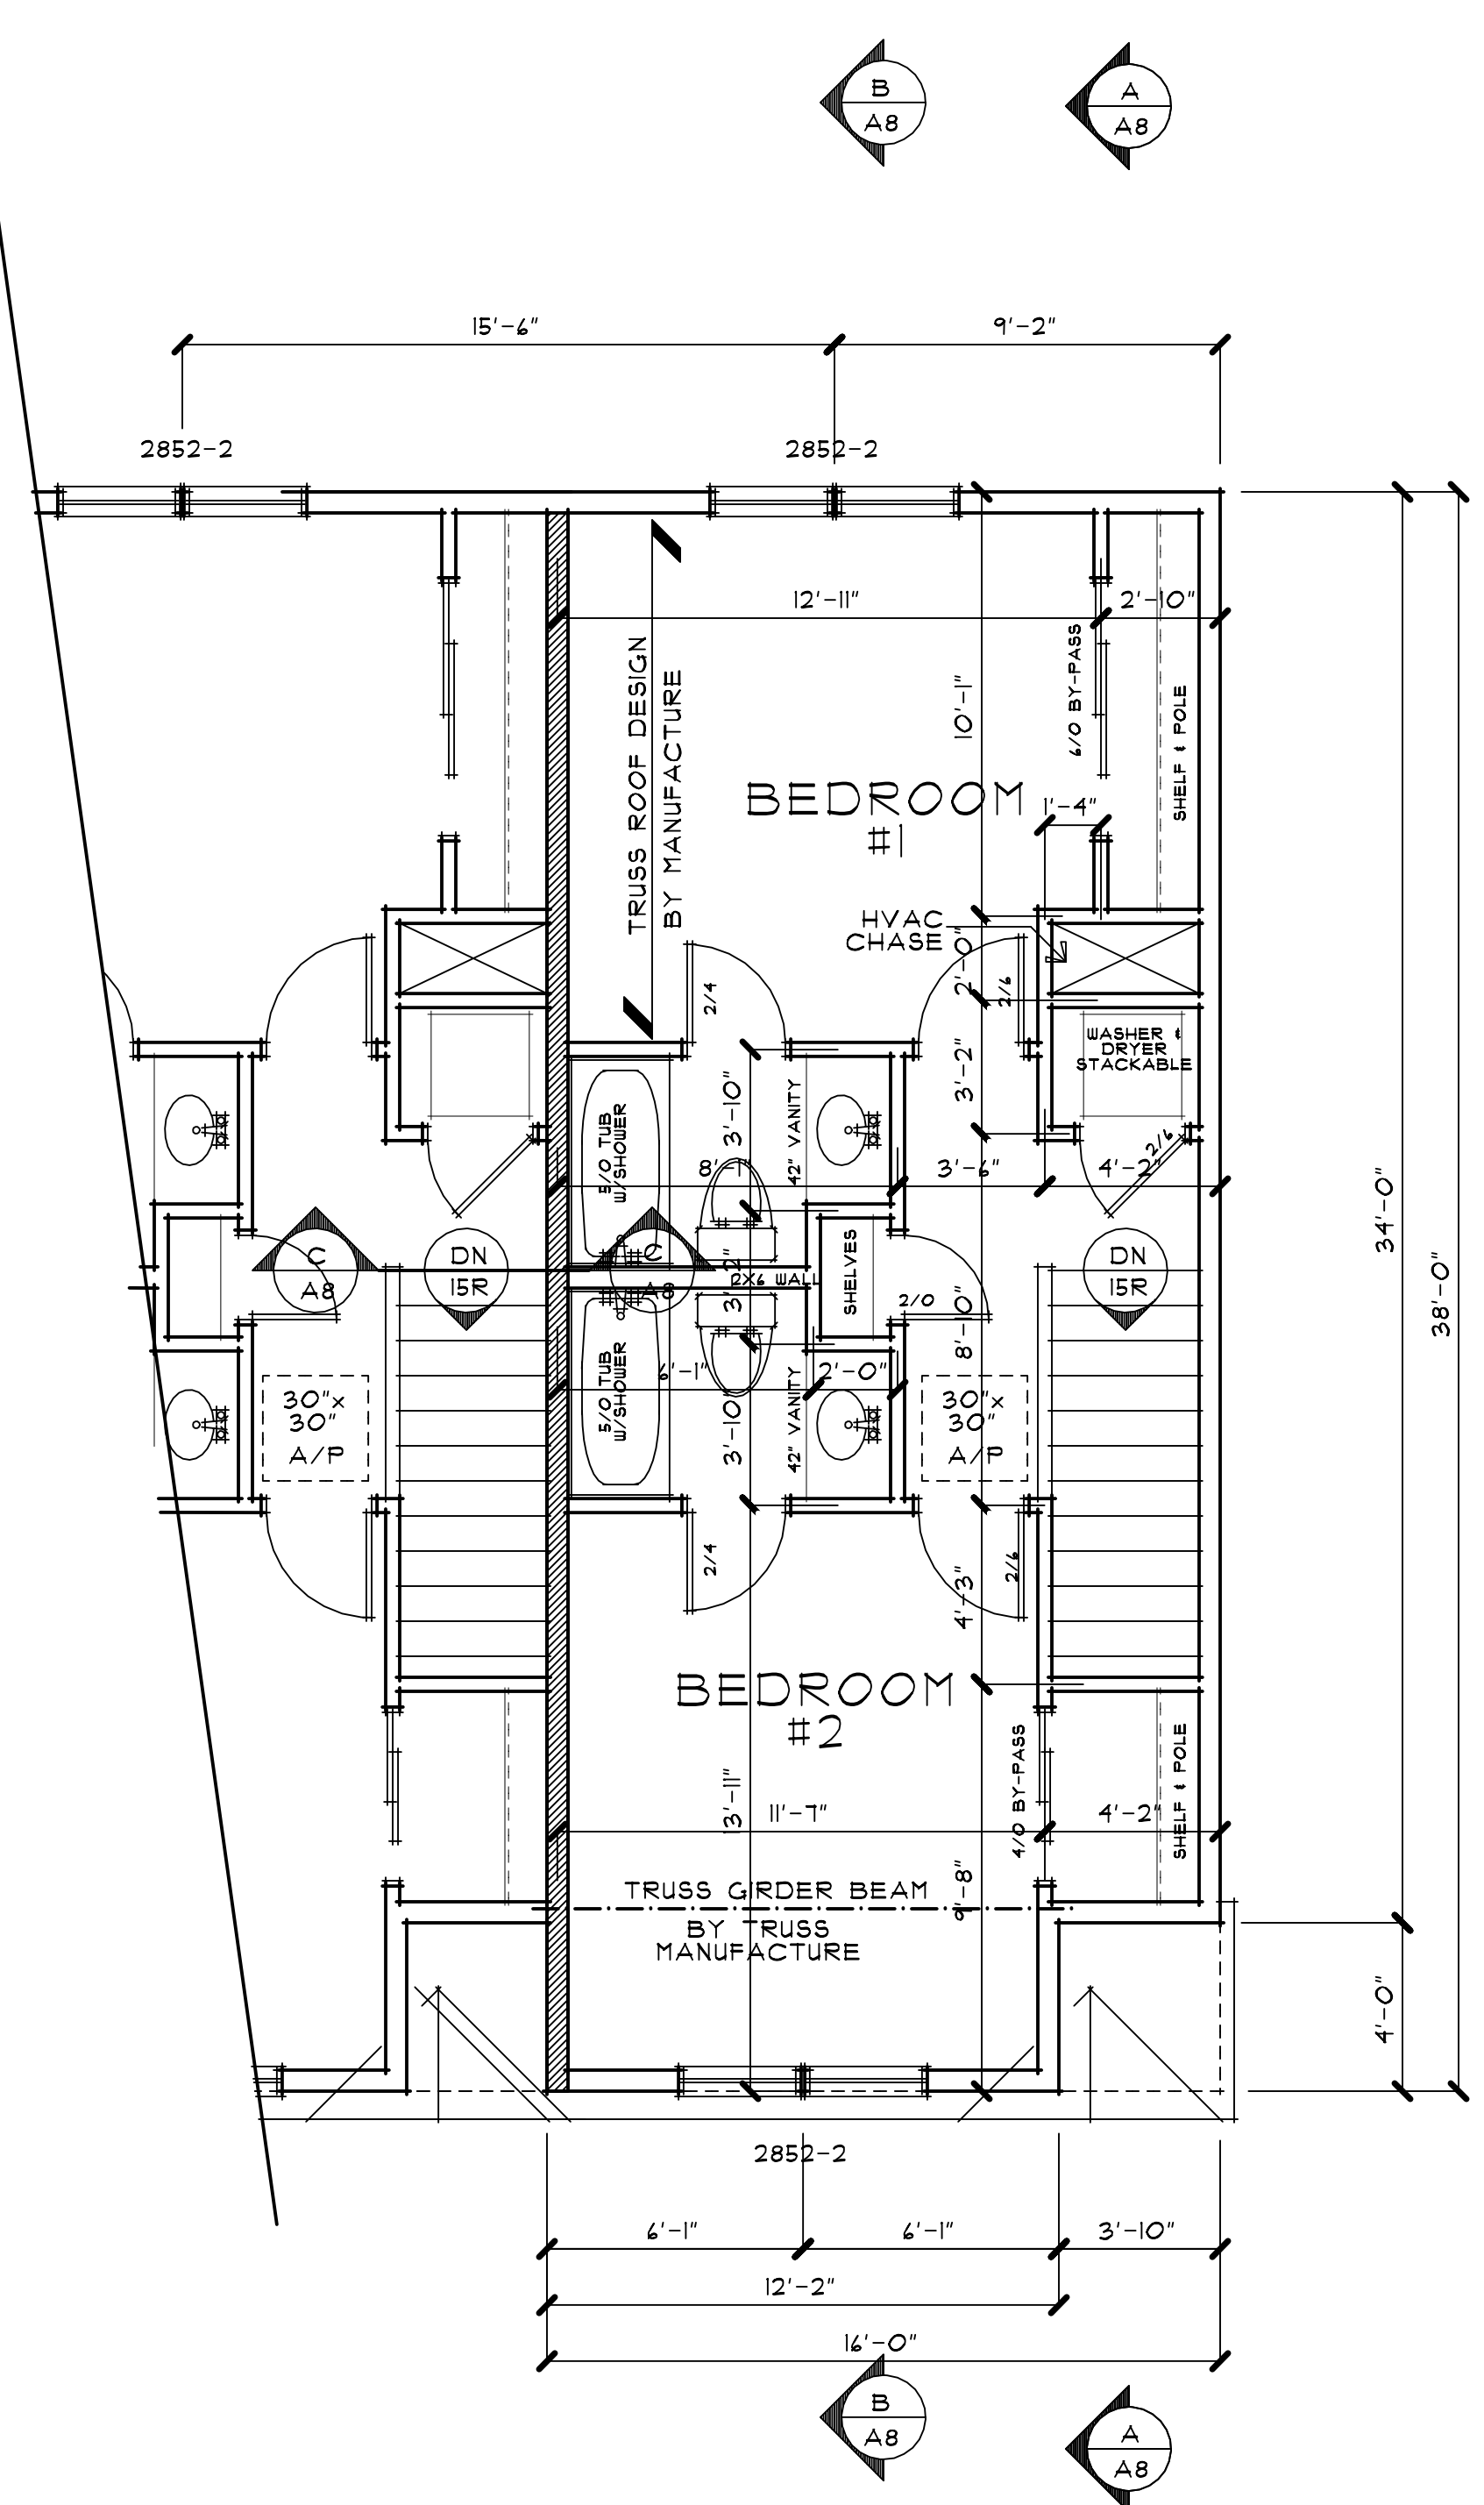 B
A8
A
A8
15'-6"
9'-2"
2852-2
2852-2
12'-11"
2'-10"
6/0 BY-PASS
SHELF & POLE
10'-1"
TRUSS ROOF DESIGN
BY MANUFACTURE
BEDROOM
#1
1'-4"
HVAC
CHASE
2'-0"
2/4
2/6
WASHER &
DRYER
STACKABLE
3'-2"
3'-10"
42" VANITY
5/0 TUB
W/SHOWER
8'-1"
3'-6"
4'-2"
2/6
34'-0"
38'-0"
C
A8
DN
15R
C
A8
3'-2"
2X6 WALL
SHELVES
2/0
8'-10"
DN
15R
6'-1"
2'-0"
5/0 TUB
W/SHOWER
3'-10"
42" VANITY
30"x
30"
A/P
30"x
30"
A/P
2/4
2/6
4'-3"
BEDROOM
#2
13'-11"
11'-7"
4/0 BY-PASS
4'-2"
SHELF & POLE
9'-8"
TRUSS GIRDER BEAM
BY TRUSS
MANUFACTURE
4'-0"
2852-2
6'-1"
6'-1"
3'-10"
12'-2"
16'-0"
B
A8
A
A8